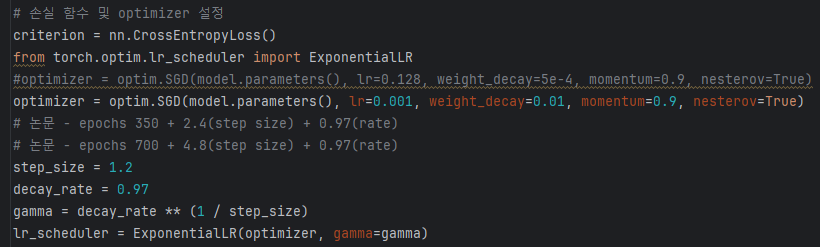 # 손실 함수 및 optimizer 설정
criterion = nn.CrossEntropyLoss()
from torch.optim.lr_scheduler import ExponentialLR
#optimizer = optim.SGD(model.parameters(), lr=0.128, weight_decay=5e-4, momentum=0.9, nesterov=True)
optimizer = optim.SGD(model.parameters(), lr=0.001, weight_decay=0.01, momentum=0.9, nesterov=True)
# 논문 - epochs 350 + 2.4(step size) + 0.97(rate)
# 논문 - epochs 700 + 4.8(step size) + 0.97(rate)
step_size = 1.2
decay_rate = 0.97
gamma = decay_rate ** (1 / step_size)
lr_scheduler = ExponentialLR(optimizer, gamma=gamma)